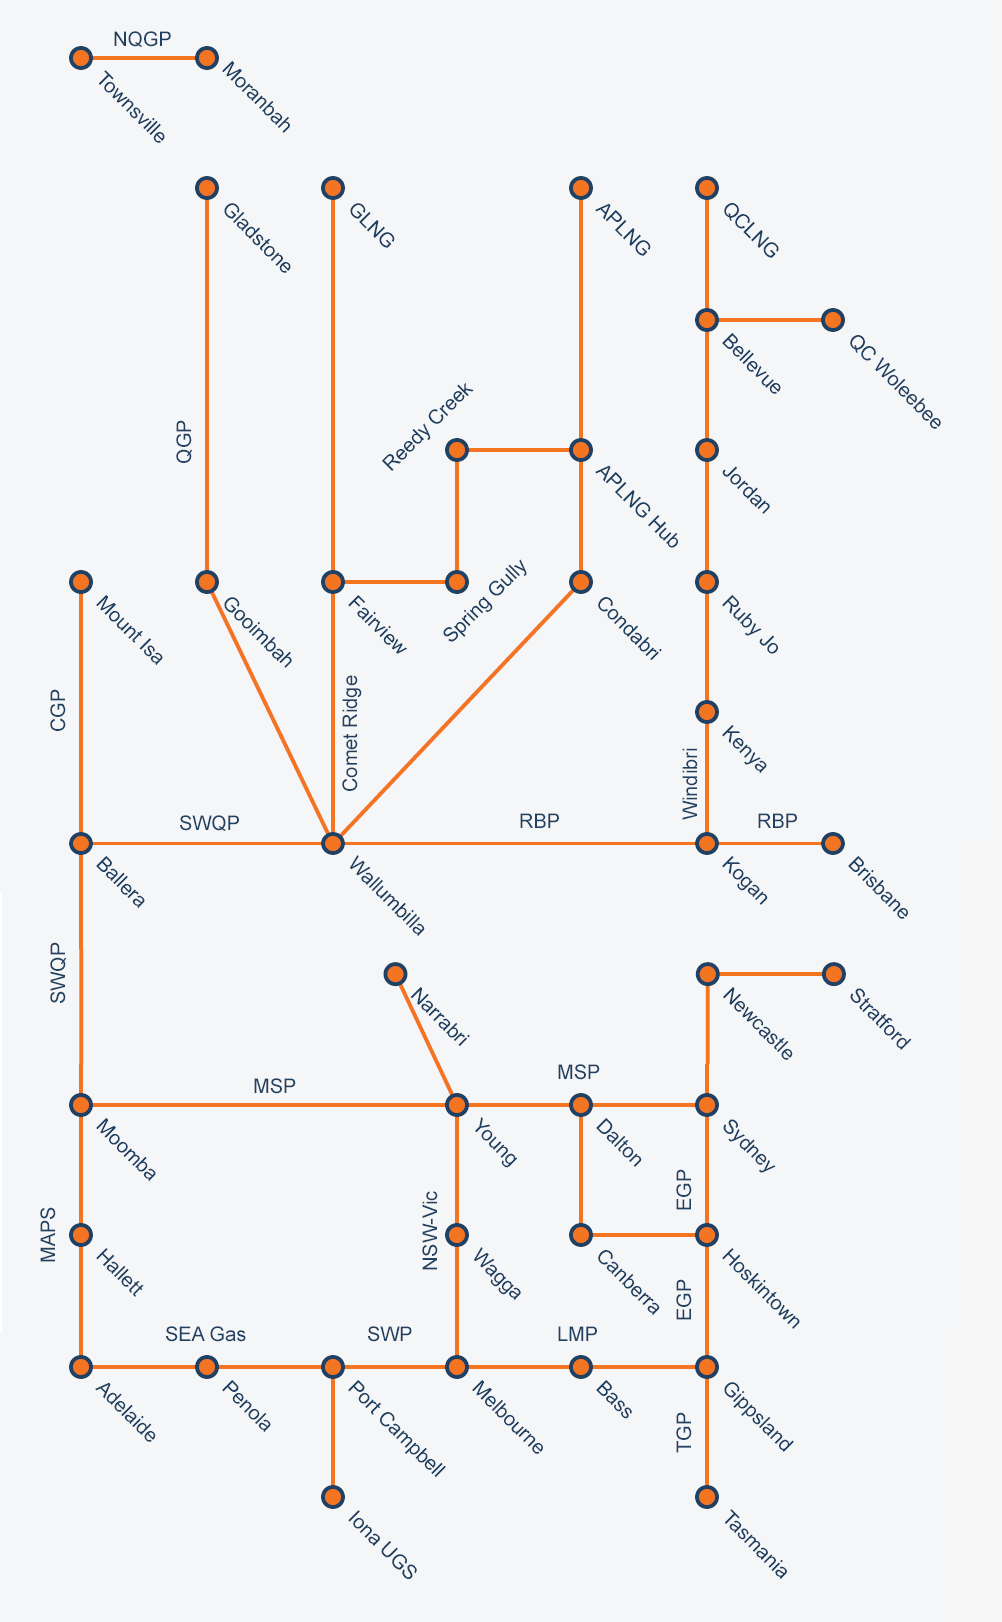 NQGP
Townsville
Moranbah
Gladstone
GLNG
APLNG
QCLNG
Bellevue
QC Woleebee
QGP
Reedy Creek
APLNG Hub
Jordan
Mount Isa
Gooimbah
Fairview
Spring Gully
Condabri
Ruby Jo
CGP
Comet Ridge
Kenya
Windibri
SWQP
RBP
RBP
Ballera
Wallumbilla
Kogan
Brisbane
SWQP
Narrabri
Newcastle
Stratford
MSP
MSP
Moomba
Young
Dalton
Sydney
MAPS
NSW-Vic
EGP
Hallett
Wagga
Canberra
Hoskintown
EGP
SEA Gas
SWP
LMP
Adelaide
Penola
Port Campbell
Melbourne
Bass
Gippsland
TGP
Iona UGS
Tasmania